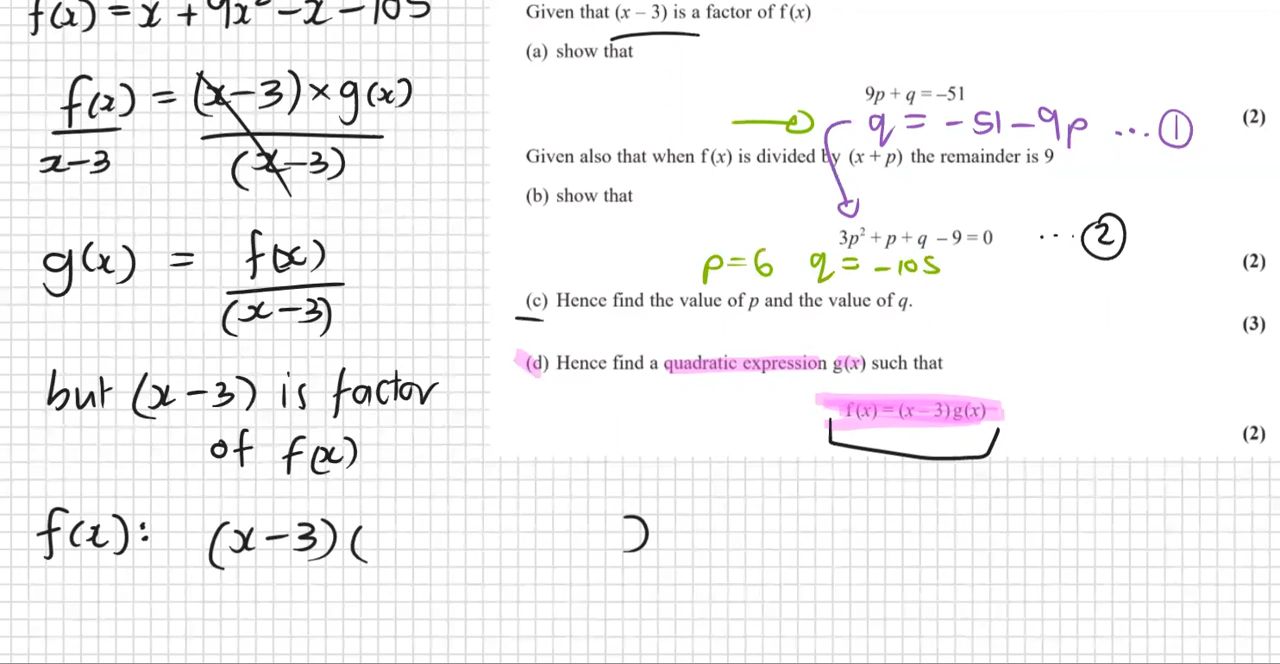 f(x) = x + 9x² - x - 105
f(x) = (x-3) × g(x)
x-3 (x-3)
g(x) = f(x)
(x-3)
but (x-3) is factor
of f(x)
f(x): (x-3)( )
Given that (x – 3) is a factor of f(x)
(a) show that
9p + q = –51
q = -51 - 9p ... ①
(2)
Given also that when f(x) is divided by (x + p) the remainder is 9
(b) show that
3p² + p + q – 9 = 0 ... ②
p=6 q = -105
(2)
(c) Hence find the value of p and the value of q.
(3)
(d) Hence find a quadratic expression g(x) such that
f(x) = (x – 3)g(x)
(2)